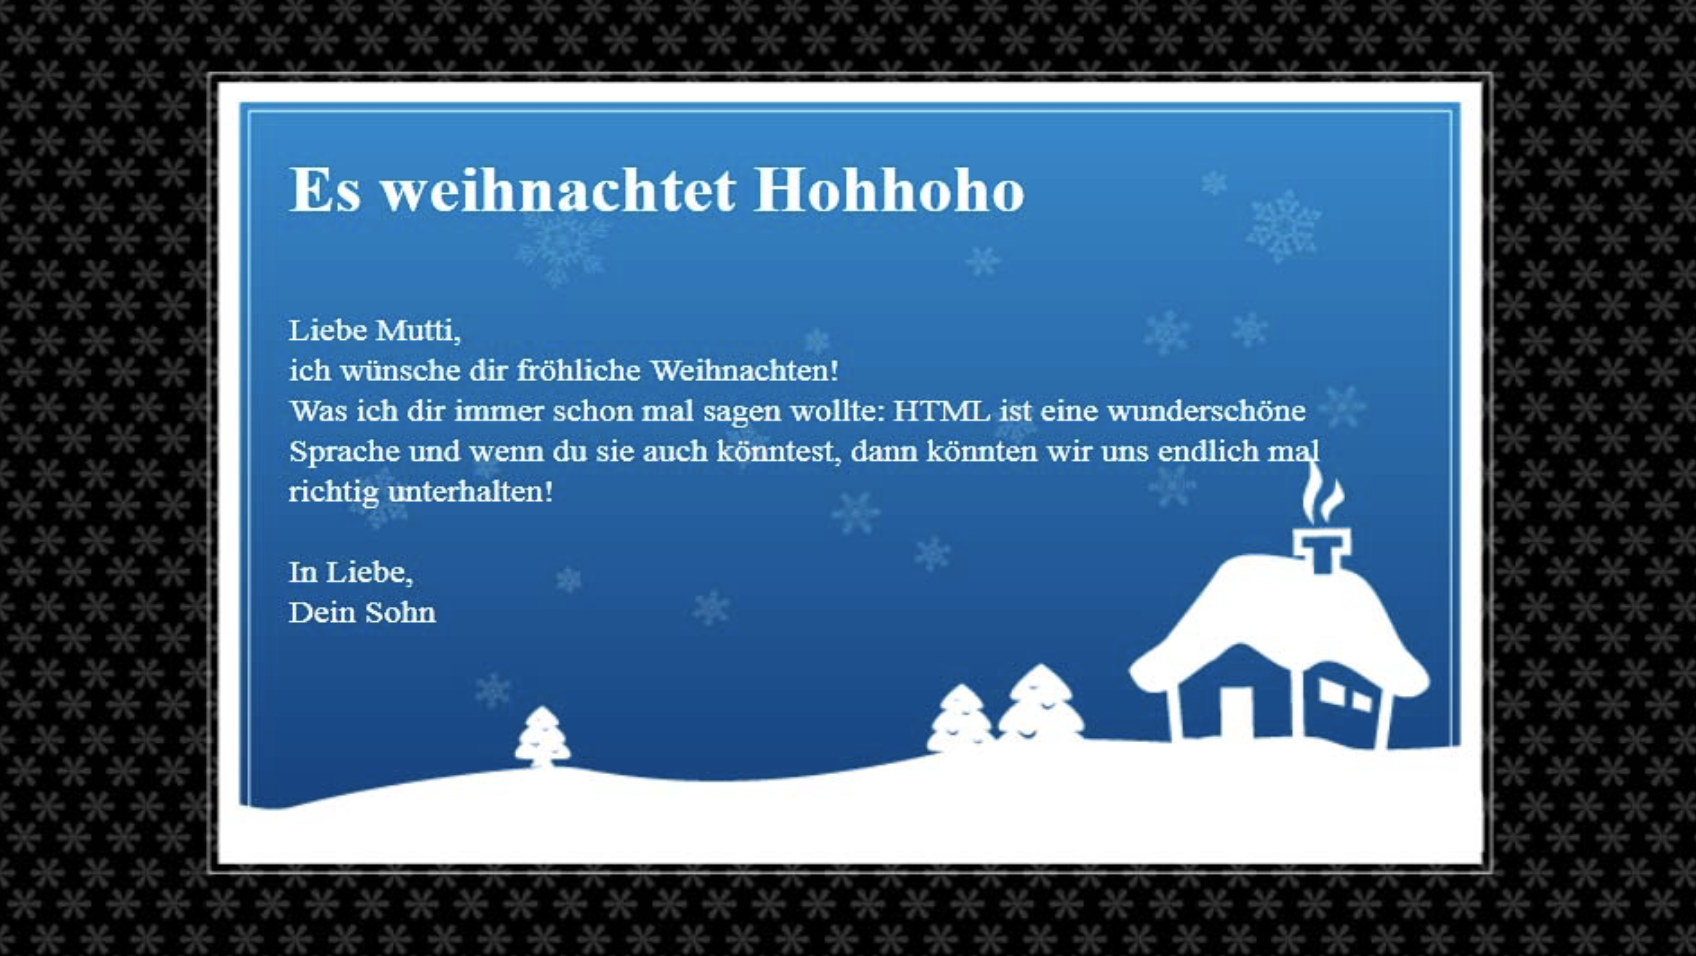 Es weihnachtet Hohhoho
Liebe Mutti,
ich wünsche dir fröhliche Weihnachten!
Was ich dir immer schon mal sagen wollte: HTML ist eine wunderschöne
Sprache und wenn du sie auch könntest, dann könnten wir uns endlich mal
richtig unterhalten!
In Liebe,
Dein Sohn